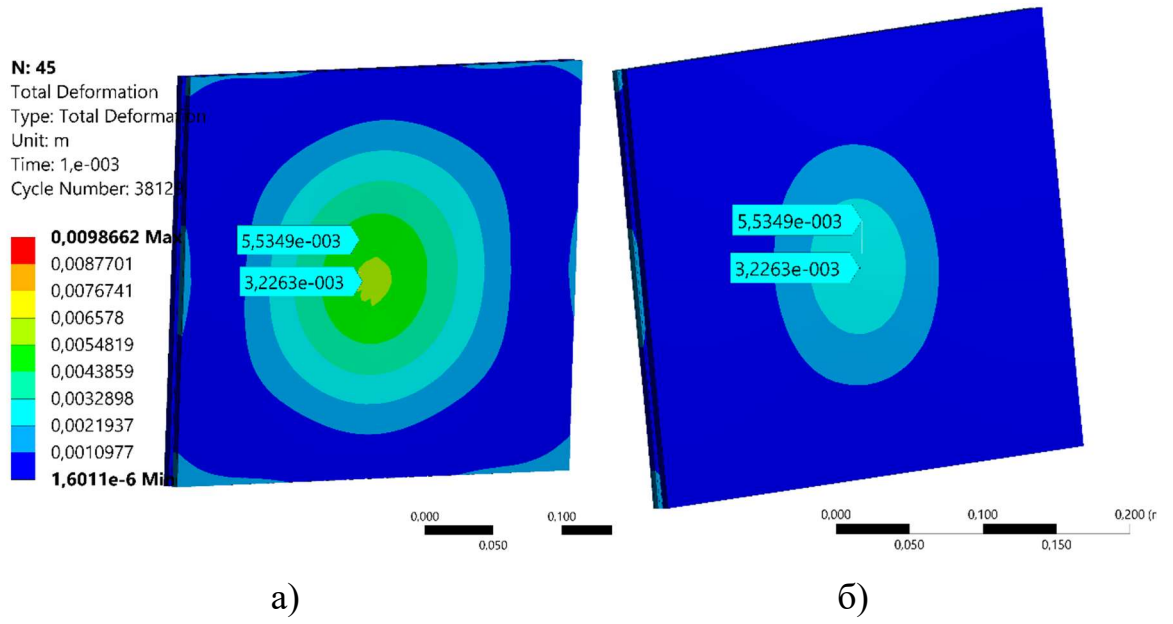 N: 45
Total Deformation
Type: Total Deformation
Unit: m
Time: 1,e-003
Cycle Number: 3812
0,0098662 Max
0,0087701
0,0076741
0,006578
0,0054819
0,0043859
0,0032898
0,0021937
0,0010977
1,6011e-6 Min
5,5349e-003
3,2263e-003
0.000
0.100
0.050
5,5349e-003
3,2263e-003
0,000
0,100
0,200 (r
0,050
0,150
а)
б)